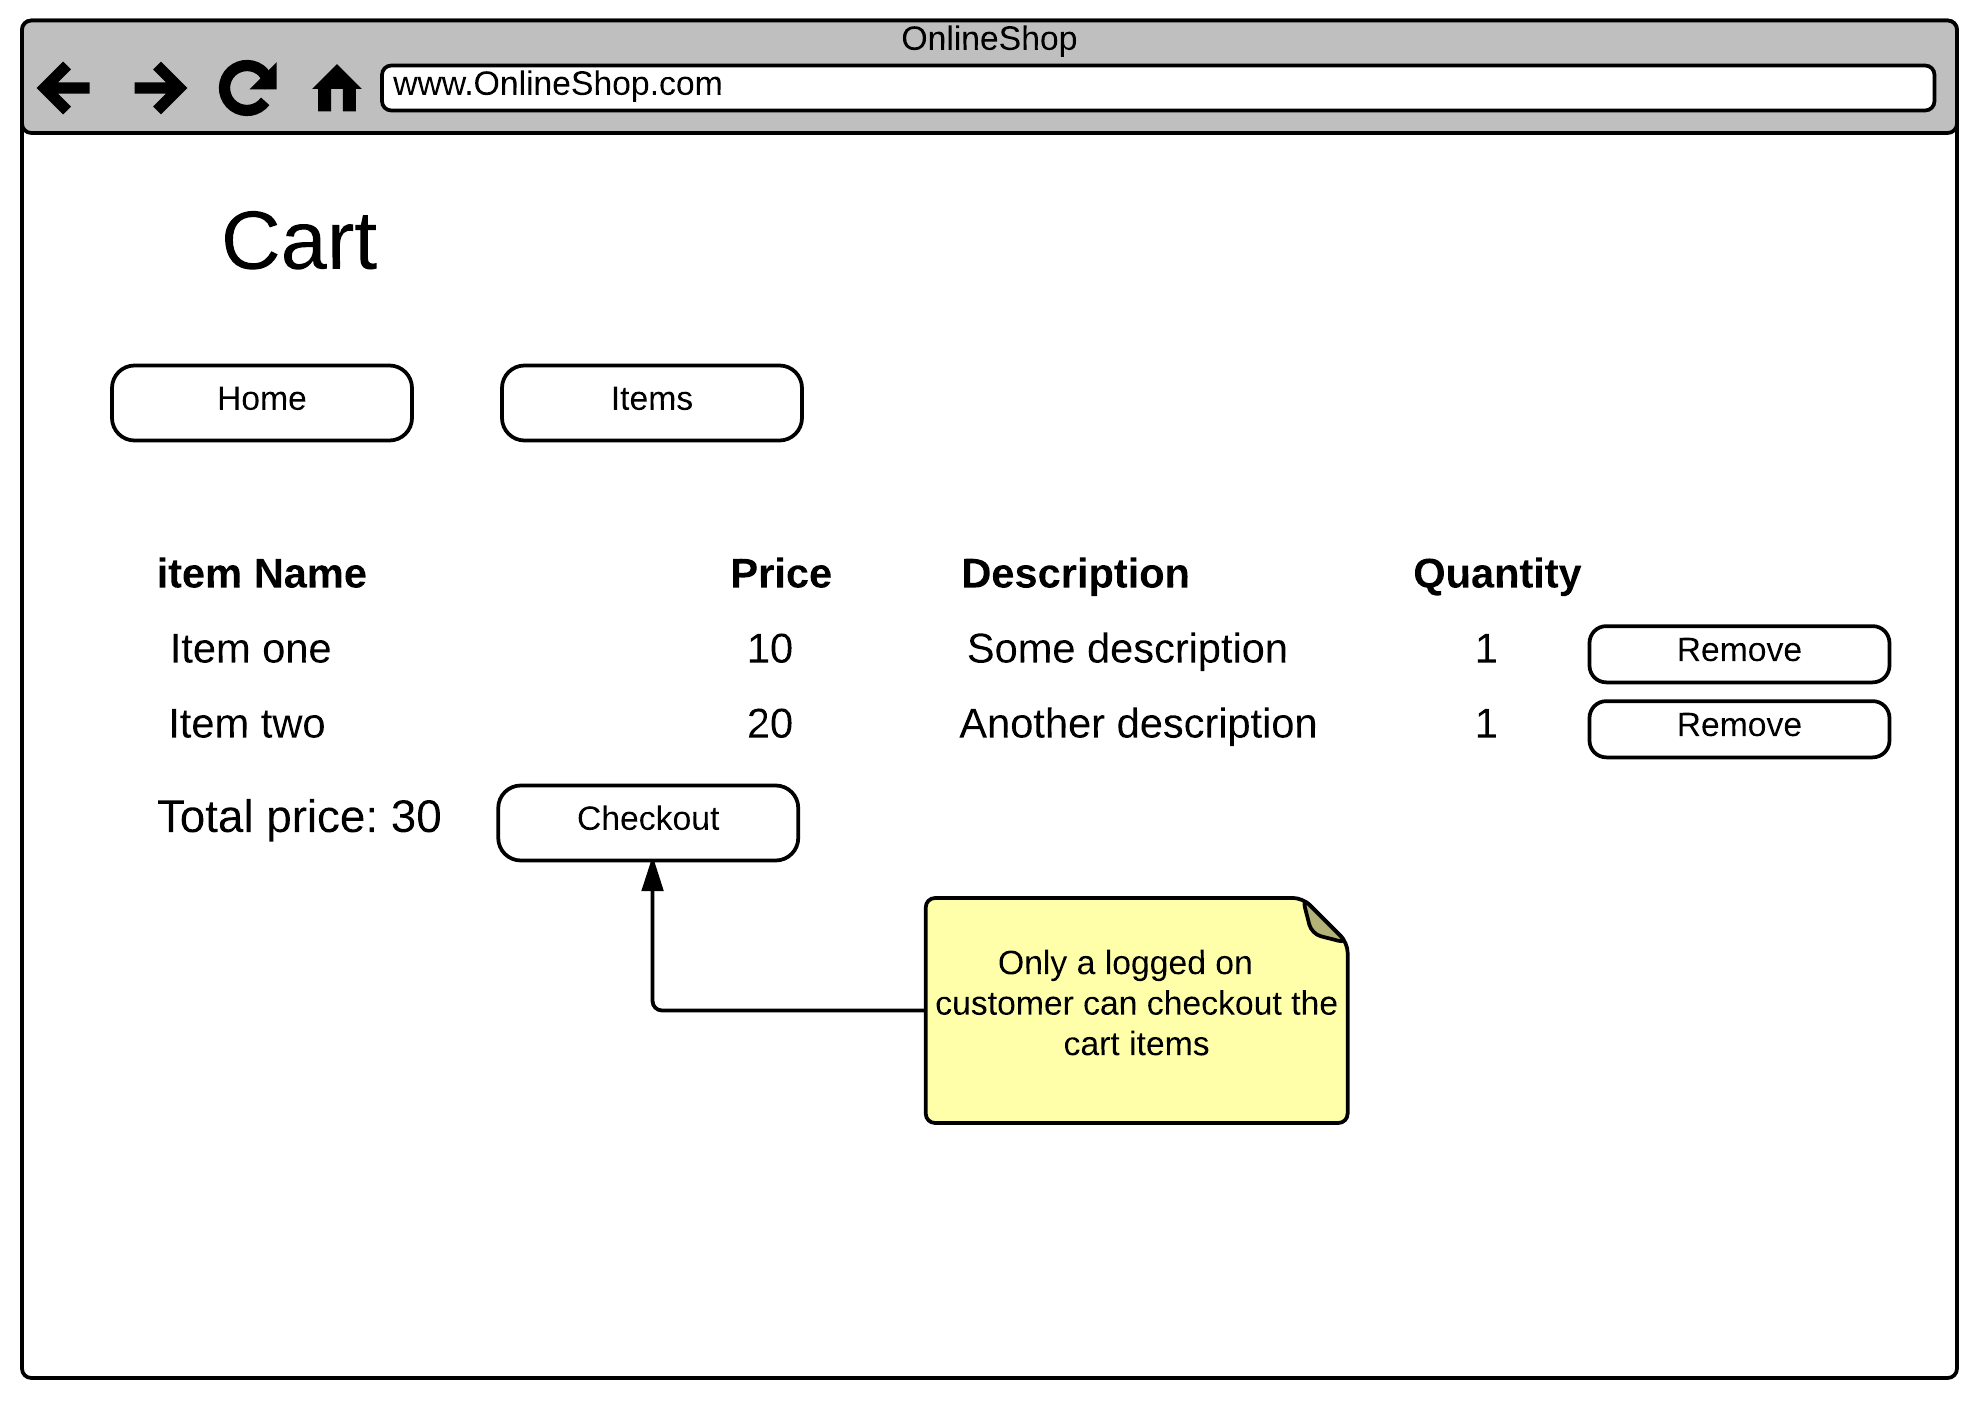 OnlineShop
www.OnlineShop.com
Cart
Home Items
item Name Price Description Quantity
Item one 10 Some description 1 Remove
Item two 20 Another description 1 Remove
Total price: 30 Checkout
Only a logged on
customer can checkout the
cart items